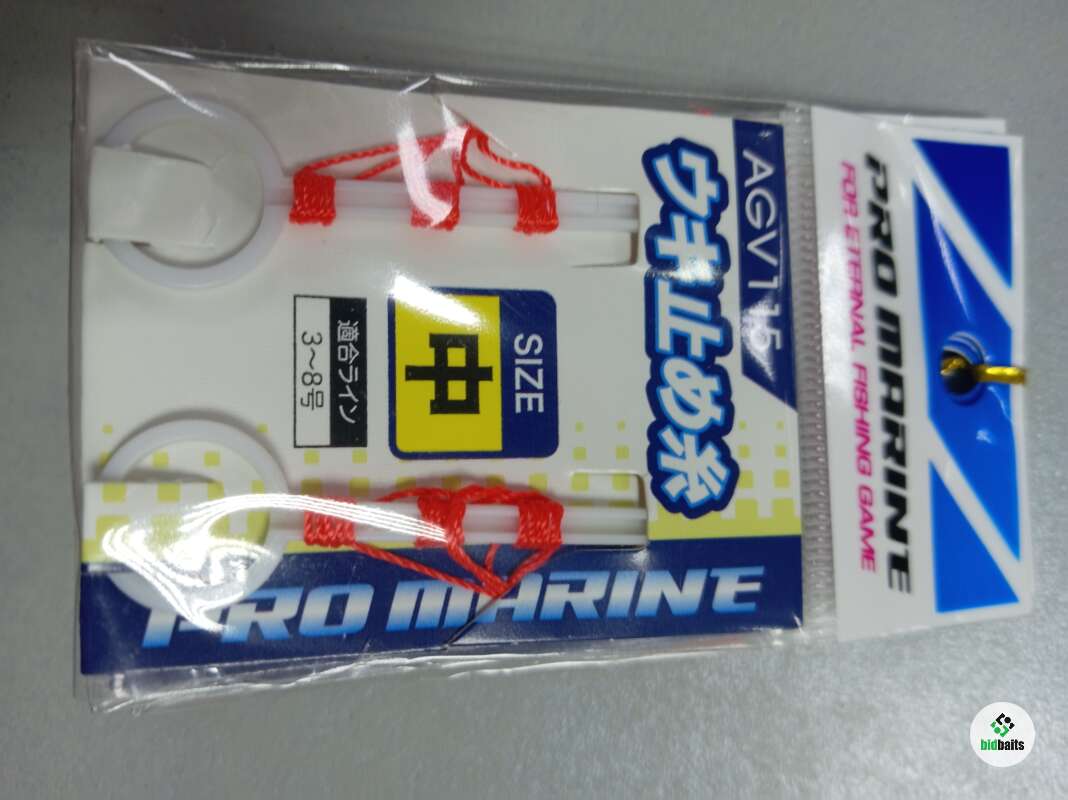 PRO MARINE
FOR ETERNAL FISHING GAME
AGV115
ウキ止め糸
SIZE
中
適合ライン
3~8号
PRO MARINE
bidbaits